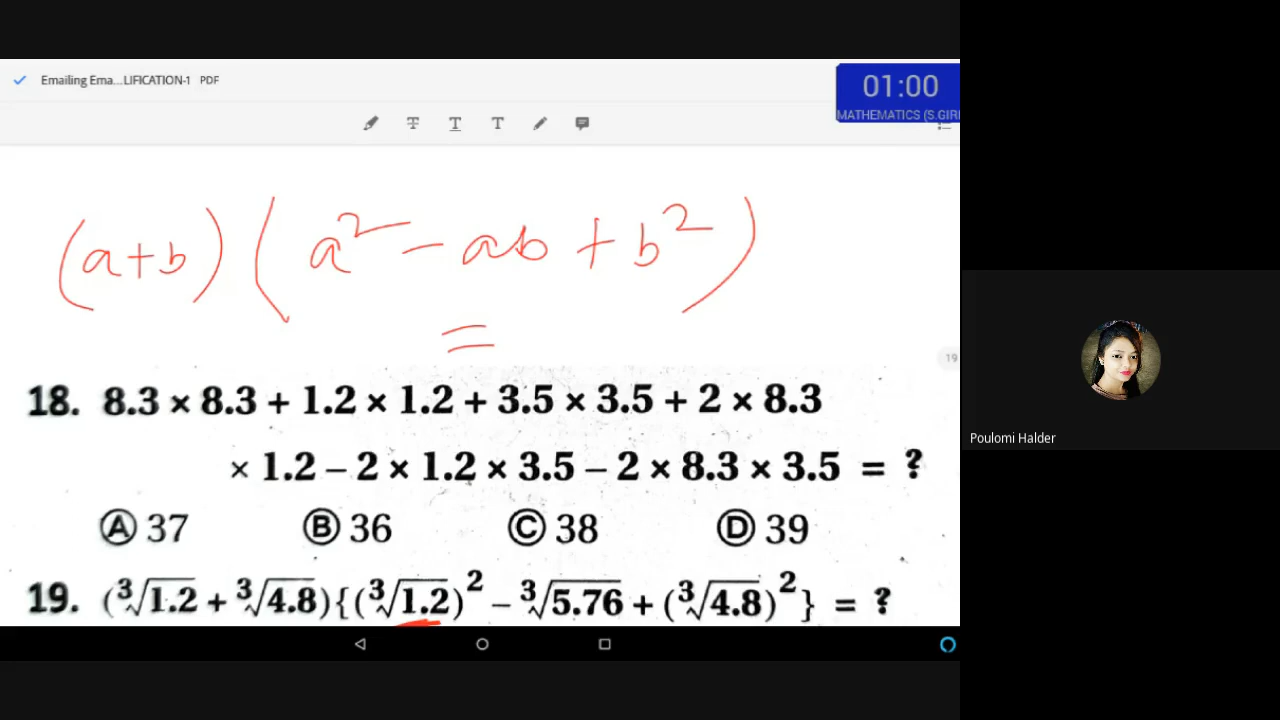 Emailing Ema...LIFICATION-1 PDF
01:00
MATHEMATICS (S.GIRI
(a+b) (a² - ab + b²)
=
19
18. 8.3 × 8.3 + 1.2 × 1.2 + 3.5 × 3.5 + 2 × 8.3
× 1.2 – 2 × 1.2 × 3.5 – 2 × 8.3 × 3.5 = ?
Ⓐ 37 Ⓑ 36 Ⓒ 38 Ⓓ 39
19. (∛1.2 + ∛4.8){(∛1.2)² – ∛5.76 + (∛4.8)²} = ?
Poulomi Halder